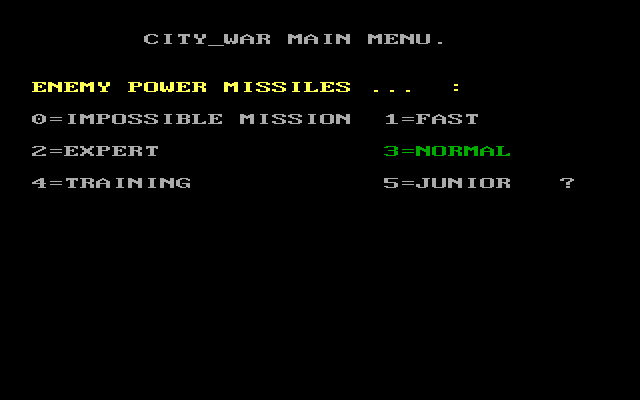 CITY_WAR MAIN MENU.
ENEMY POWER MISSILES ... :
0=IMPOSSIBLE MISSION 1=FAST
2=EXPERT 3=NORMAL
4=TRAINING 5=JUNIOR ?